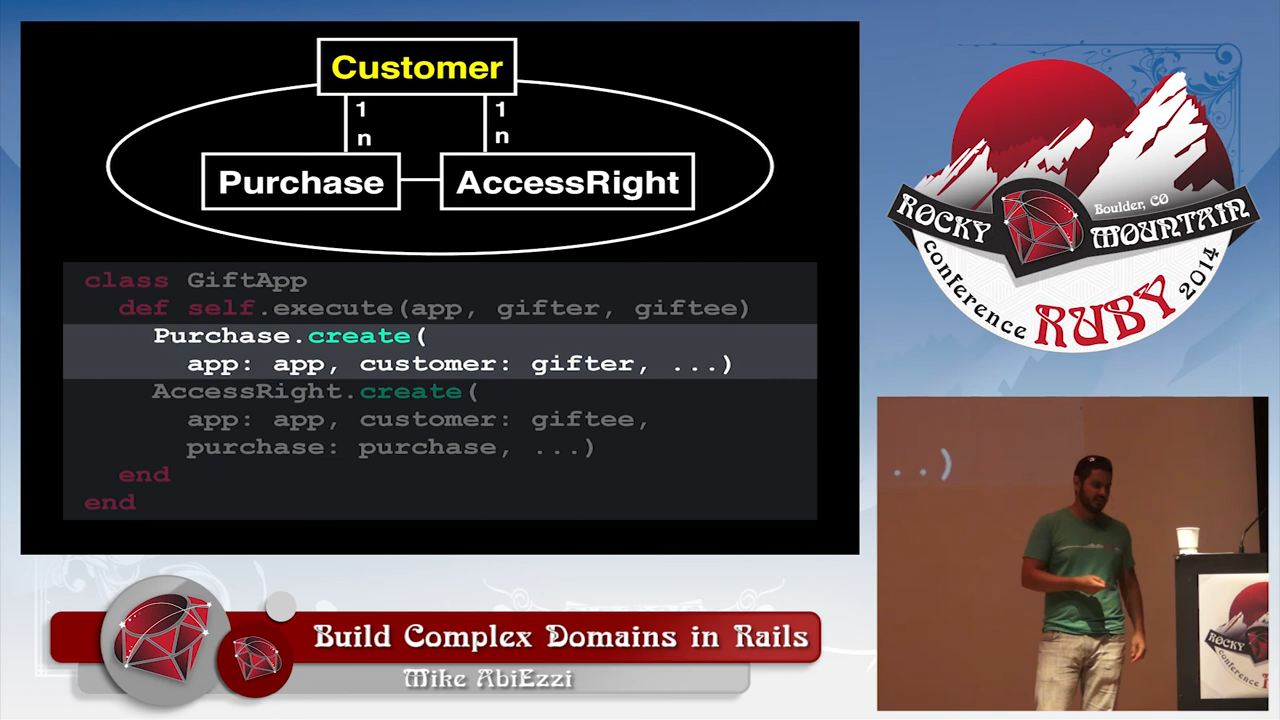 Customer
1 1
n n
Purchase AccessRight
class GiftApp
def self.execute(app, gifter, giftee)
Purchase.create(
app: app, customer: gifter, ...)
AccessRight.create(
app: app, customer: giftee,
purchase: purchase, ...)
end
end
Boulder, CO
ROCKY MOUNTAIN
conference RUBY 2014
..)
ROCKY
conference
Build Complex Domains in Rails
Mike AbiEzzi